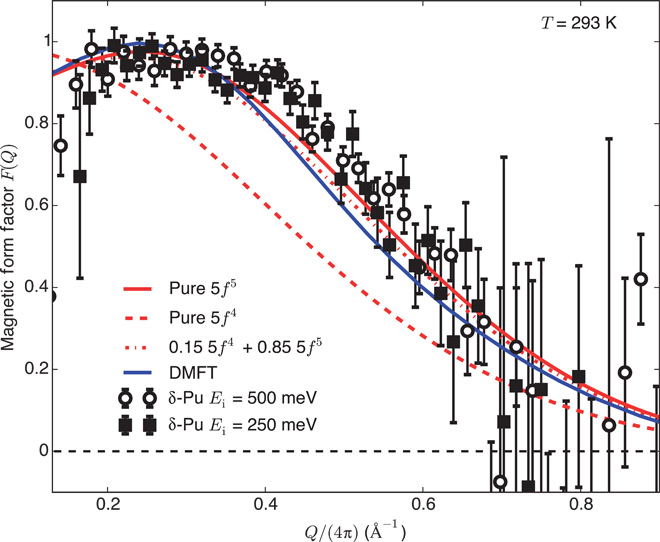 T = 293 K
1
0.8
0.6
0.4
0.2
0
Magnetic form factor F(Q)
Pure 5f⁵
Pure 5f⁴
0.15 5f⁴ + 0.85 5f⁵
DMFT
δ-Pu Eᵢ = 500 meV
δ-Pu Eᵢ = 250 meV
0.2 0.4 0.6 0.8
Q/(4π) (Å⁻¹)